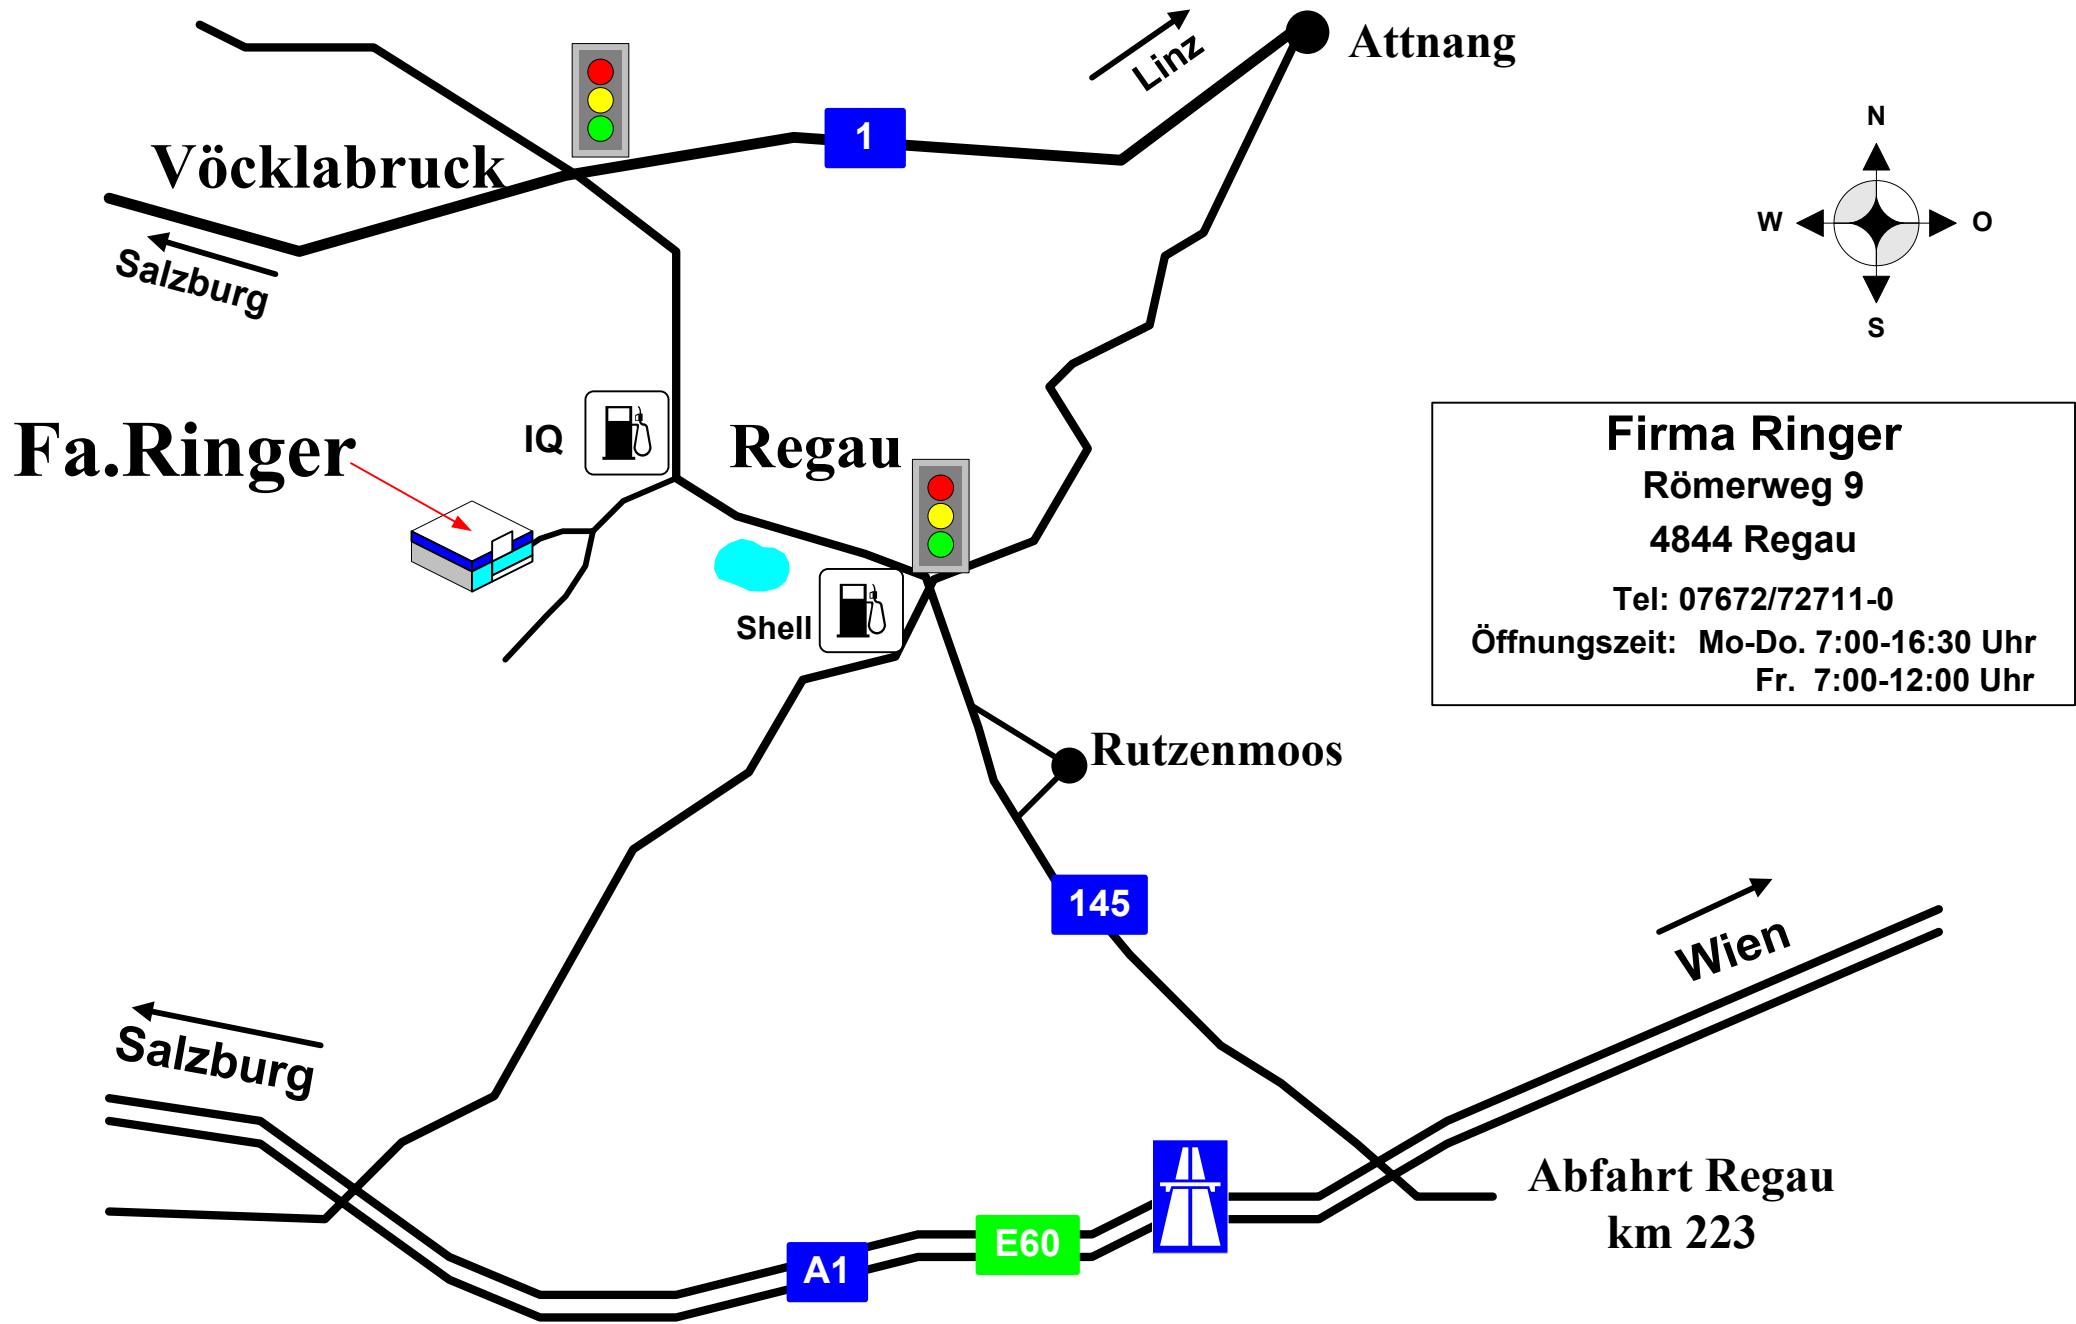 Linz
Attnang
1
N
Vöcklabruck
W
O
Salzburg
S
Fa.Ringer
IQ
Regau
Firma Ringer
Römerweg 9
4844 Regau
Tel: 07672/72711-0
Öffnungszeit: Mo-Do. 7:00-16:30 Uhr
Fr. 7:00-12:00 Uhr
Shell
Rutzenmoos
145
Wien
Salzburg
Abfahrt Regau
km 223
E60
A1